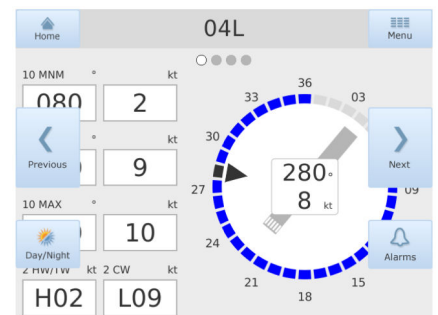 Home
04L
Menu
10 MNM ° kt
080 2
° kt
Previous
9
10 MAX ° kt
10
Day/Night
2 HW/TW kt 2 CW kt
H02 L09
36
33 03
30
27 09
24
21 15
18
280°
8 kt
Next
Alarms